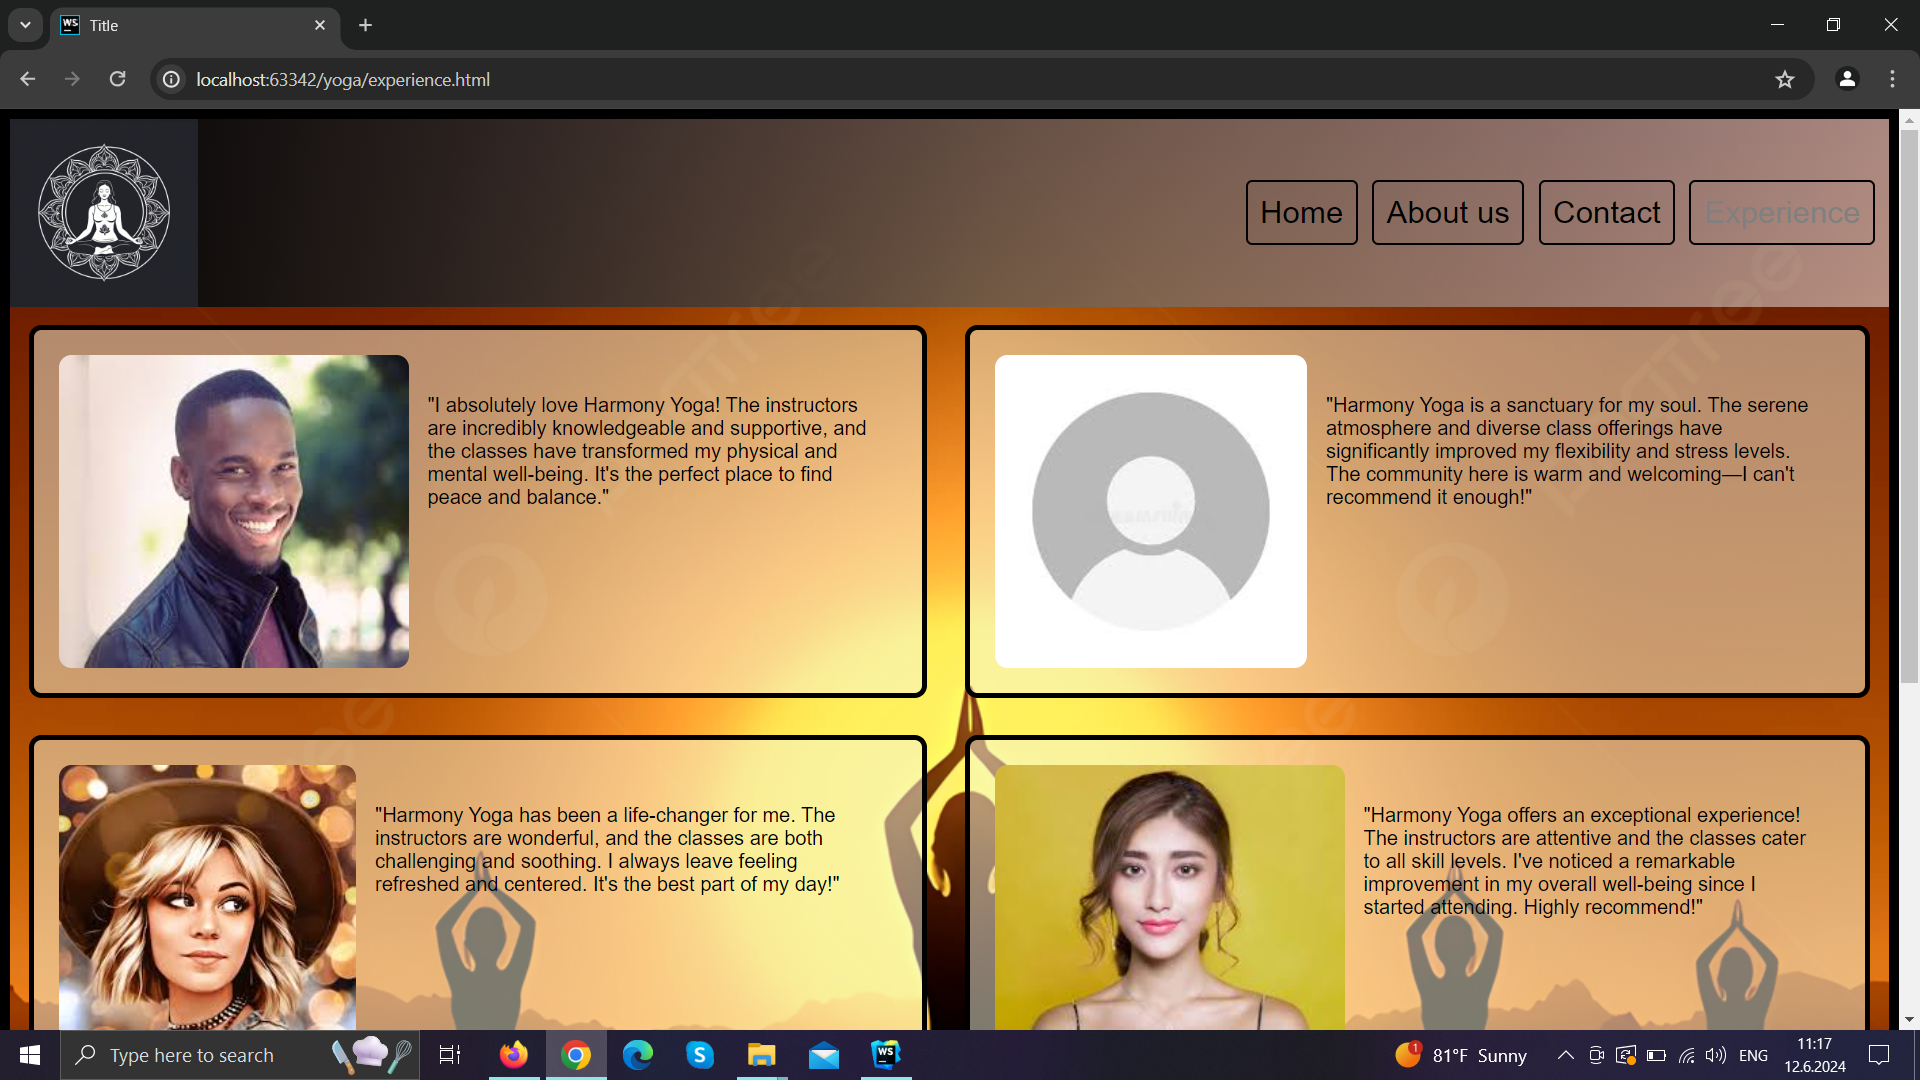 Title
localhost:63342/yoga/experience.html
Home
About us
Contact
Experience
"I absolutely love Harmony Yoga! The instructors
are incredibly knowledgeable and supportive, and
the classes have transformed my physical and
mental well-being. It's the perfect place to find
peace and balance."
"Harmony Yoga is a sanctuary for my soul. The serene
atmosphere and diverse class offerings have
significantly improved my flexibility and stress levels.
The community here is warm and welcoming—I can't
recommend it enough!"
"Harmony Yoga has been a life-changer for me. The
instructors are wonderful, and the classes are both
challenging and soothing. I always leave feeling
refreshed and centered. It's the best part of my day!"
"Harmony Yoga offers an exceptional experience!
The instructors are attentive and the classes cater
to all skill levels. I've noticed a remarkable
improvement in my overall well-being since I
started attending. Highly recommend!"
Type here to search
WS
1
81°F Sunny
ENG
11:17
12.6.2024